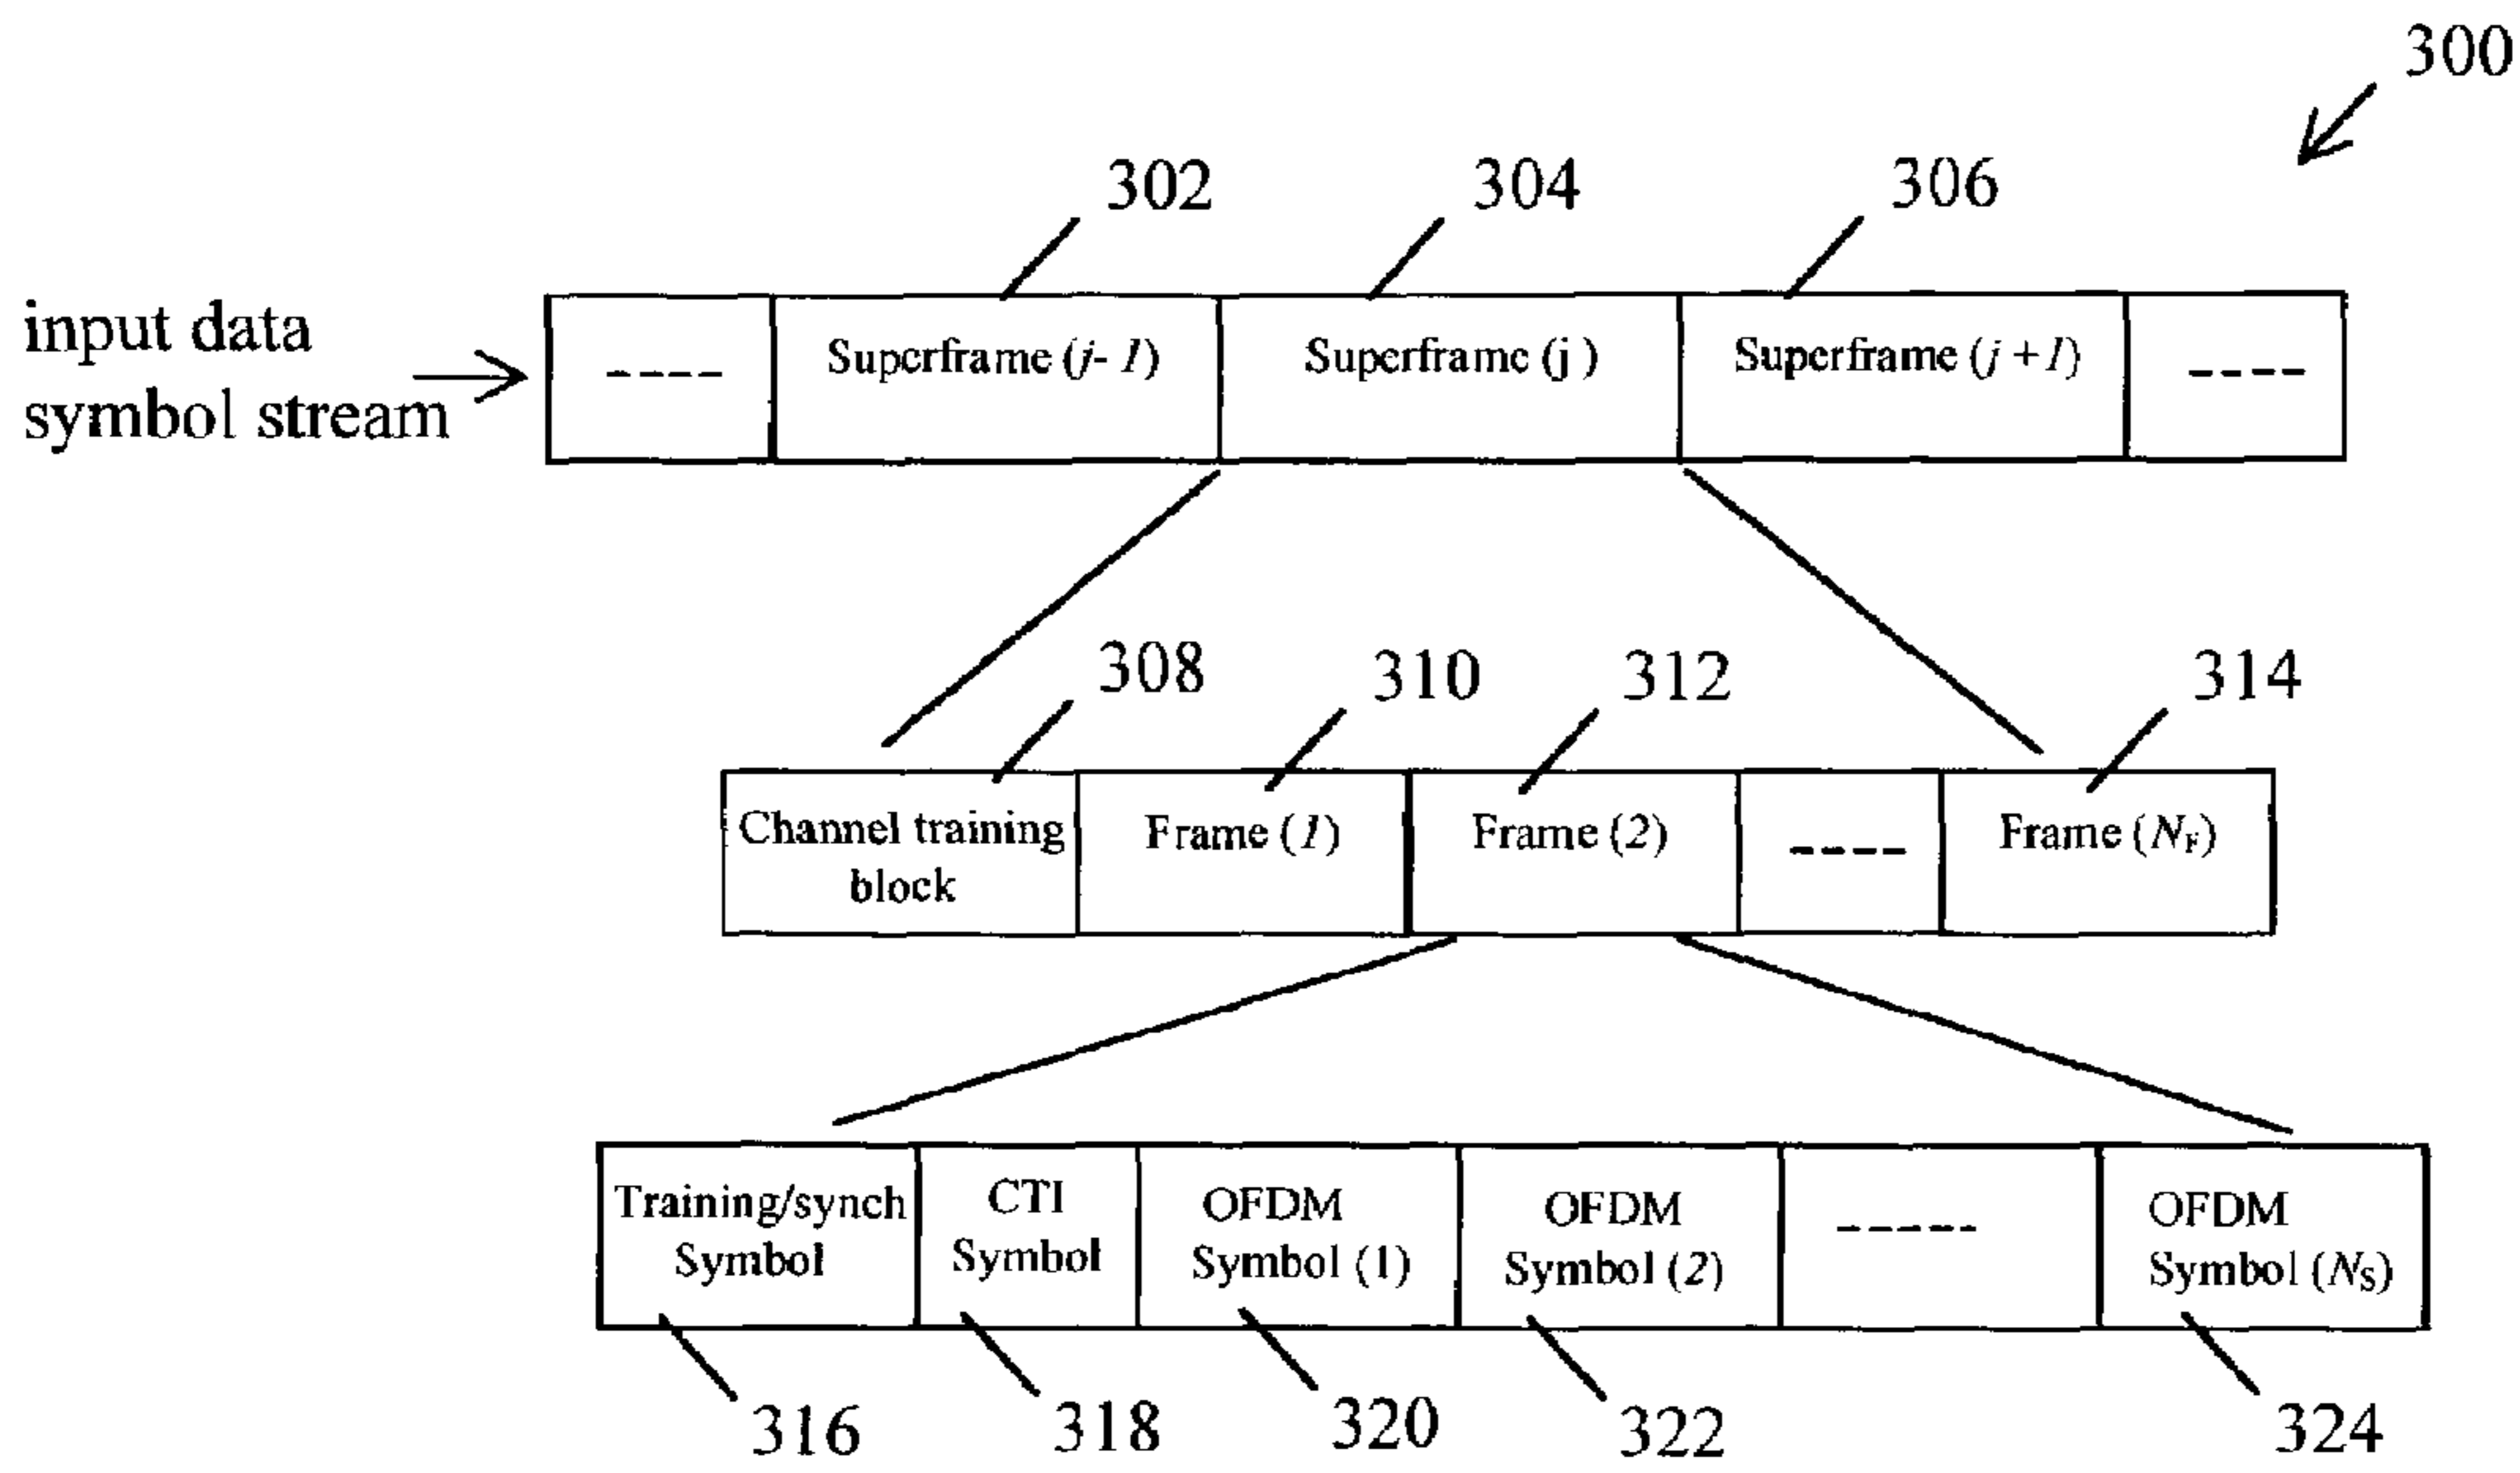 300
302 304 306
input data
symbol stream
---- Superframe (j- 1) Superframe (j ) Superframe (j +1) ----
308 310 312 314
Channel training
block
Frame (1) Frame (2) ---- Frame (NF)
Training/synch
Symbol
CTI
Symbol
OFDM
Symbol (1)
OFDM
Symbol (2)
-----
OFDM
Symbol (NS)
316 318 320 322 324